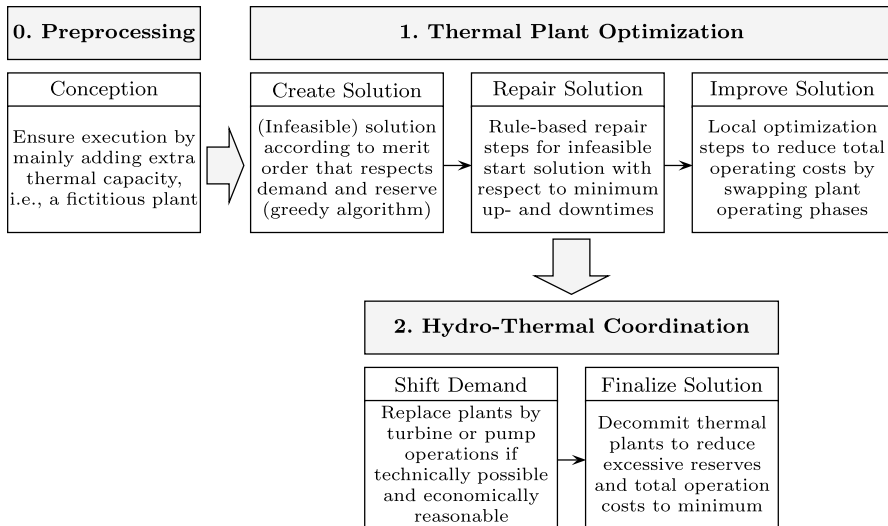 0. Preprocessing
Conception
Ensure execution by
mainly adding extra
thermal capacity,
i.e., a fictitious plant
1. Thermal Plant Optimization
Create Solution
(Infeasible) solution
according to merit
order that respects
demand and reserve
(greedy algorithm)
Repair Solution
Rule-based repair
steps for infeasible
start solution with
respect to minimum
up- and downtimes
Improve Solution
Local optimization
steps to reduce total
operating costs by
swapping plant
operating phases
2. Hydro-Thermal Coordination
Shift Demand
Replace plants by
turbine or pump
operations if
technically possible
and economically
reasonable
Finalize Solution
Decommit thermal
plants to reduce
excessive reserves
and total operation
costs to minimum